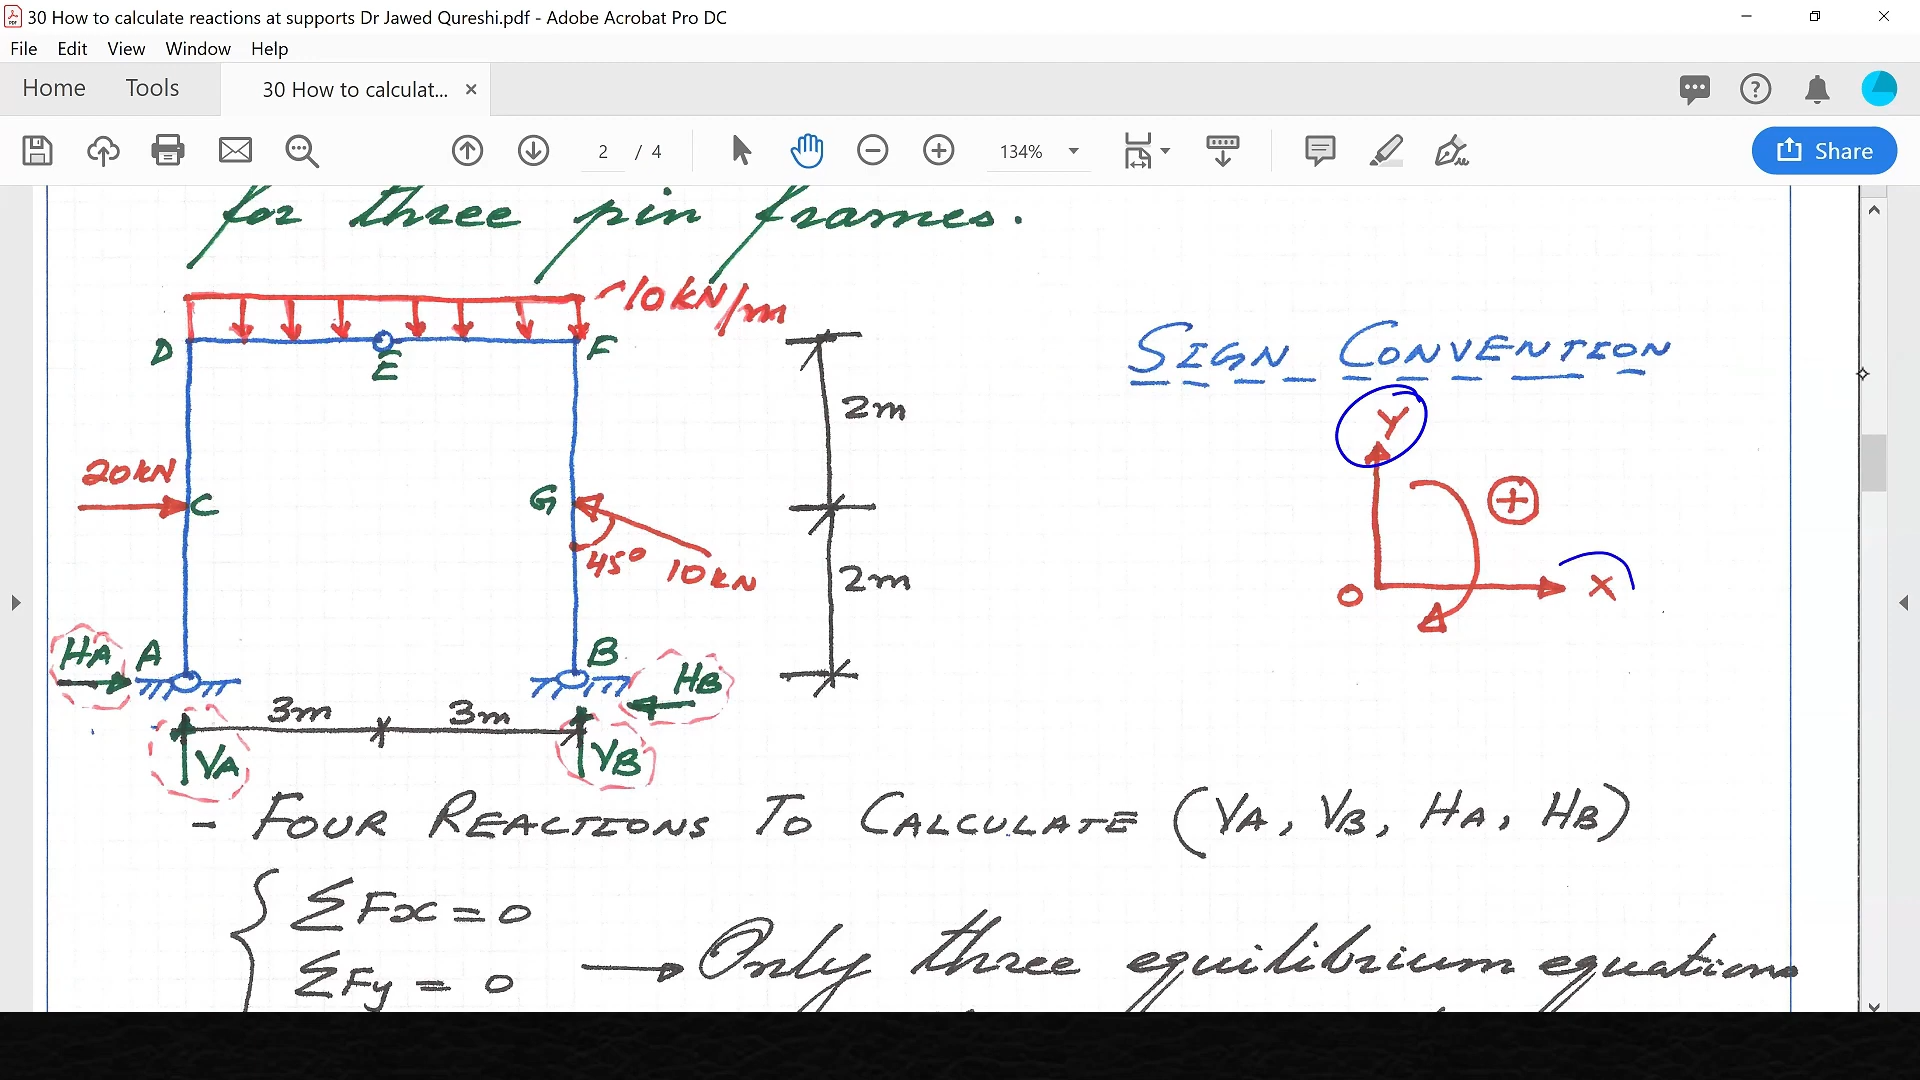 30 How to calculate reactions at supports Dr Jawed Qureshi.pdf - Adobe Acrobat Pro DC
File Edit View Window Help
Home Tools 30 How to calculat... ×
2 / 4 134% Share
for three pin frames.
10kN/m
D E F
SIGN CONVENTION
2m
Y
20kN
C G
+
45° 10kN
2m
O X
HA A B HB
3m 3m
VA VB
- FOUR REACTIONS TO CALCULATE (VA, VB, HA, HB)
ΣFx = 0
ΣFy = 0 → Only three equilibrium equations